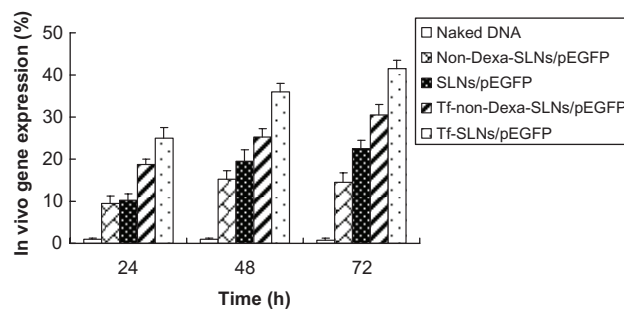 In vivo gene expression (%)
50
40
30
20
10
0
24 48 72
Time (h)
Naked DNA
Non-Dexa-SLNs/pEGFP
SLNs/pEGFP
Tf-non-Dexa-SLNs/pEGFP
Tf-SLNs/pEGFP